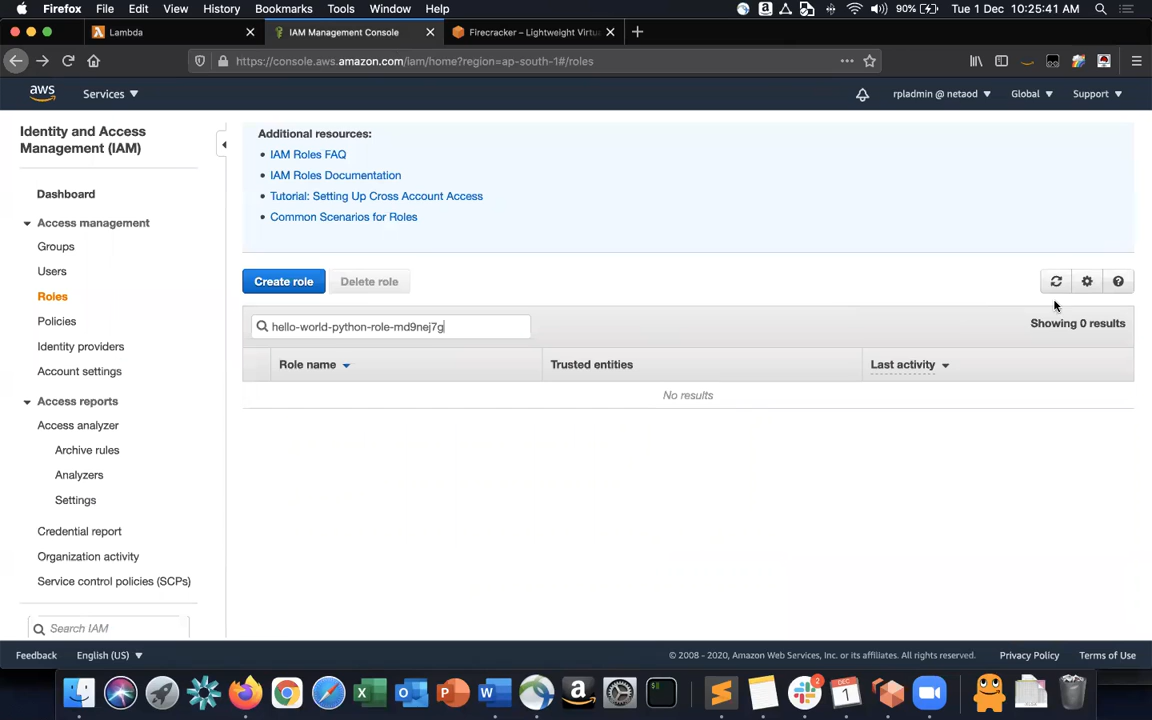 Firefox File Edit View History Bookmarks Tools Window Help 90% Tue 1 Dec 10:25:41 AM
Lambda
IAM Management Console
Firecracker – Lightweight Virtu
https://console.aws.amazon.com/iam/home?region=ap-south-1#/roles
aws Services rpladmin @ netaod Global Support
Identity and Access
Management (IAM)
Dashboard
Access management
Groups
Users
Roles
Policies
Identity providers
Account settings
Access reports
Access analyzer
Archive rules
Analyzers
Settings
Credential report
Organization activity
Service control policies (SCPs)
Search IAM
Additional resources:
• IAM Roles FAQ
• IAM Roles Documentation
• Tutorial: Setting Up Cross Account Access
• Common Scenarios for Roles
Create role Delete role
hello-world-python-role-md9nej7g
Showing 0 results
Role name Trusted entities Last activity
No results
Feedback English (US) © 2008 - 2020, Amazon Web Services, Inc. or its affiliates. All rights reserved. Privacy Policy Terms of Use
2
DEC
1